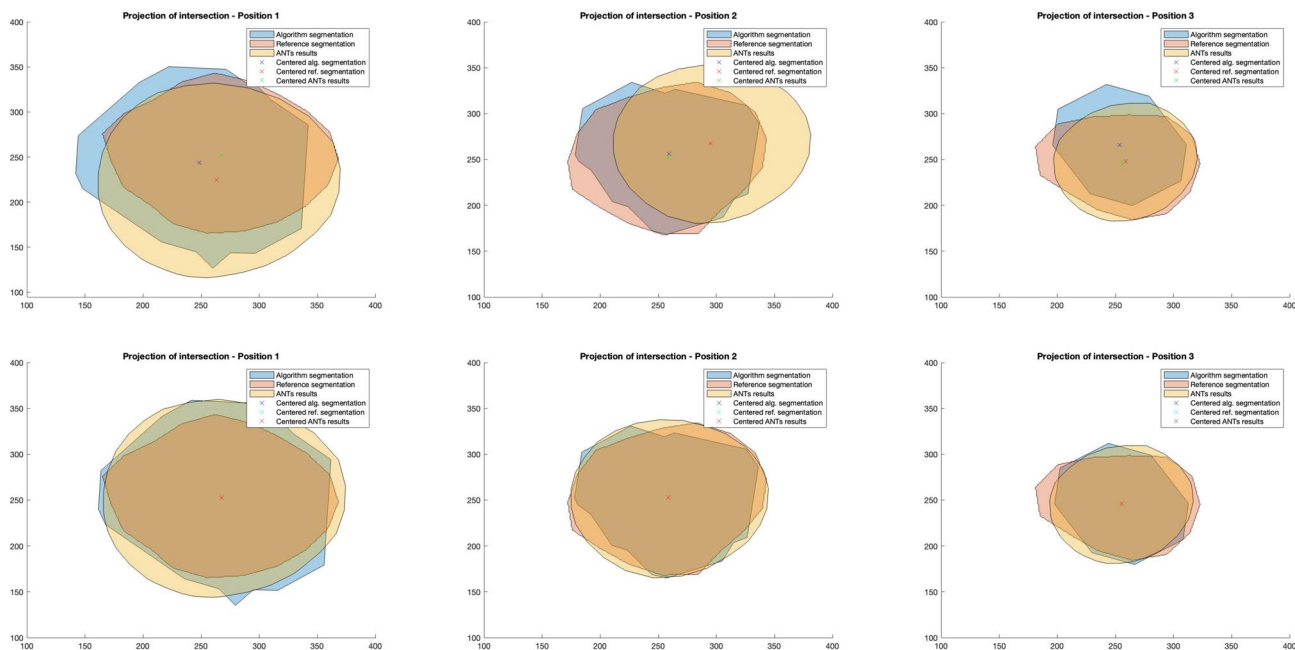 Projection of intersection - Position 1
Algorithm segmentation
Reference segmentation
ANTs results
Centered alg. segmentation
Centered ref. segmentation
Centered ANTs results
400
350
300
250
200
150
100
100 150 200 250 300 350 400
Projection of intersection - Position 2
Algorithm segmentation
Reference segmentation
ANTs results
Centered alg. segmentation
Centered ref. segmentation
Centered ANTs results
400
350
300
250
200
150
100
100 150 200 250 300 350 400
Projection of intersection - Position 3
Algorithm segmentation
Reference segmentation
ANTs results
Centered alg. segmentation
Centered ref. segmentation
Centered ANTs results
400
350
300
250
200
150
100
100 150 200 250 300 350 400
Projection of intersection - Position 1
Algorithm segmentation
Reference segmentation
ANTs results
Centered alg. segmentation
Centered ref. segmentation
Centered ANTs results
400
350
300
250
200
150
100
100 150 200 250 300 350 400
Projection of intersection - Position 2
Algorithm segmentation
Reference segmentation
ANTs results
Centered alg. segmentation
Centered ref. segmentation
Centered ANTs results
400
350
300
250
200
150
100
100 150 200 250 300 350 400
Projection of intersection - Position 3
Algorithm segmentation
Reference segmentation
ANTs results
Centered alg. segmentation
Centered ref. segmentation
Centered ANTs results
400
350
300
250
200
150
100
100 150 200 250 300 350 400